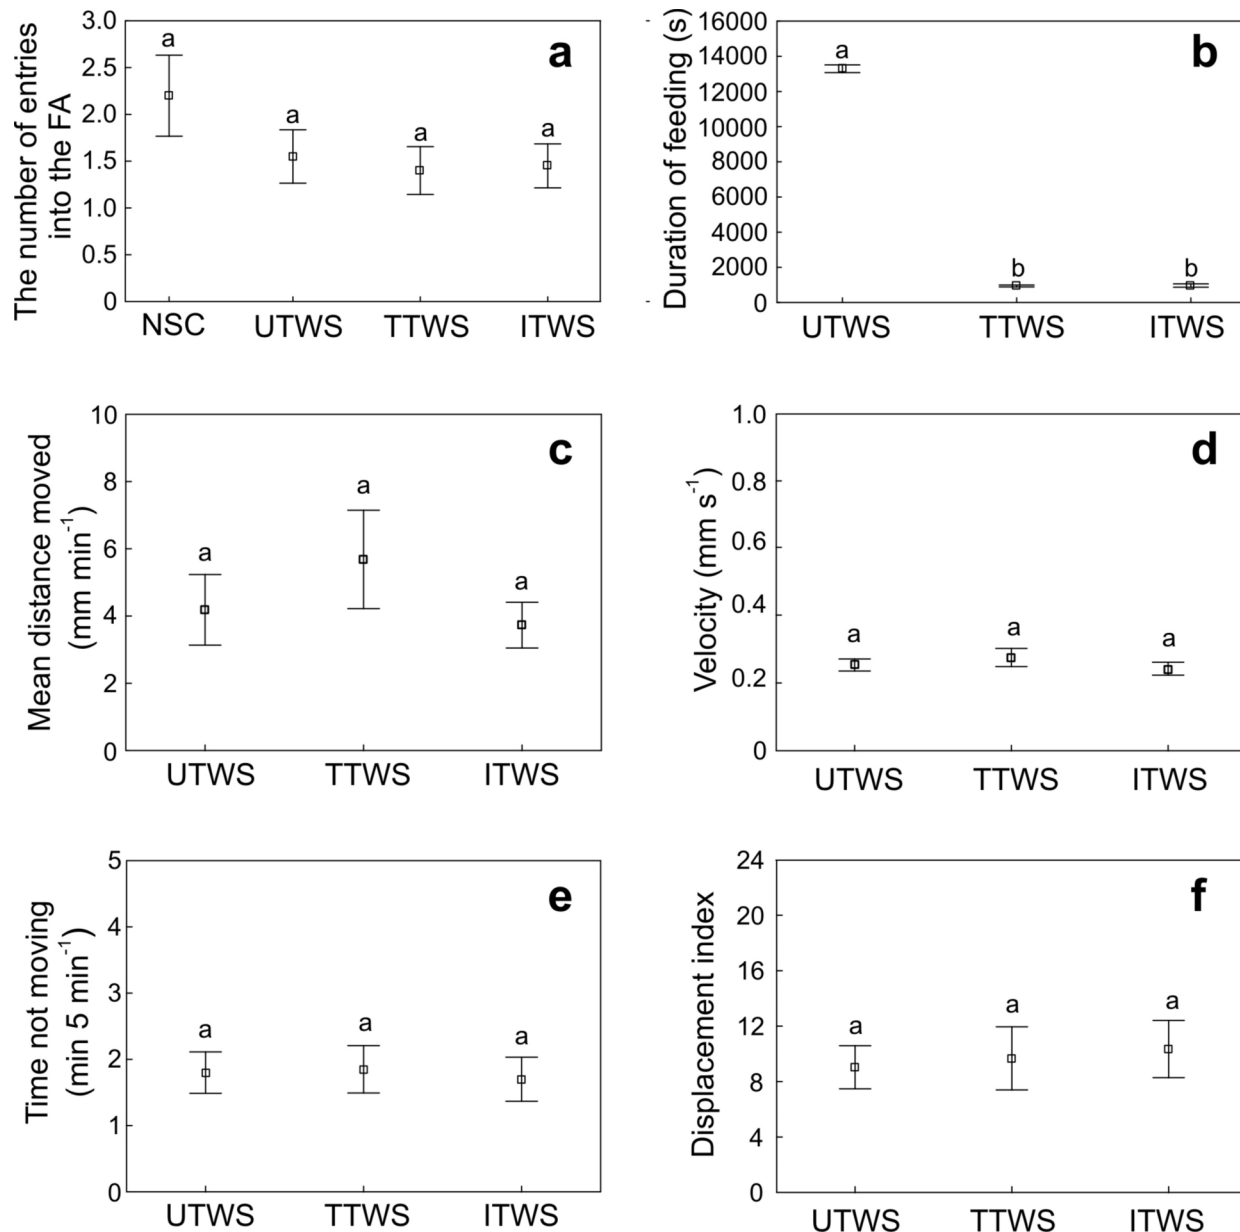 The number of entries
into the FA
3.0
2.5
2.0
1.5
1.0
0.5
0
a
a
a
a
a
NSC
UTWS
TTWS
ITWS
Duration of feeding (s)
16000
14000
12000
10000
8000
6000
4000
2000
0
a
b
b
b
UTWS
TTWS
ITWS
Mean distance moved
(mm min⁻¹)
10
8
6
4
2
0
a
a
a
c
UTWS
TTWS
ITWS
Velocity (mm s⁻¹)
1.0
0.8
0.6
0.4
0.2
0
a
a
a
d
UTWS
TTWS
ITWS
Time not moving
(min 5 min⁻¹)
5
4
3
2
1
0
a
a
a
e
UTWS
TTWS
ITWS
Displacement index
24
20
16
12
8
4
0
a
a
a
f
UTWS
TTWS
ITWS